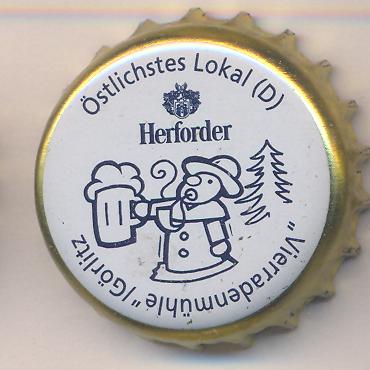 Östlichstes Lokal (D)
Herforder
„Vierradenmühle"/Görlitz